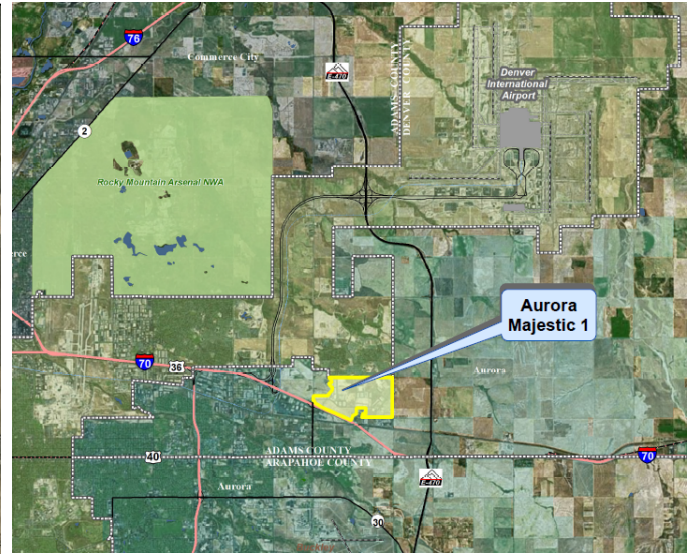 76
Commerce City
E-470
ADAMS COUNTY
DENVER COUNTY
Denver
International
Airport
2
Rocky Mountain Arsenal NWA
erce
Aurora
Majestic 1
70
36
Aurora
40
ADAMS COUNTY
ARAPAHOE COUNTY
70
Aurora
E-470
30